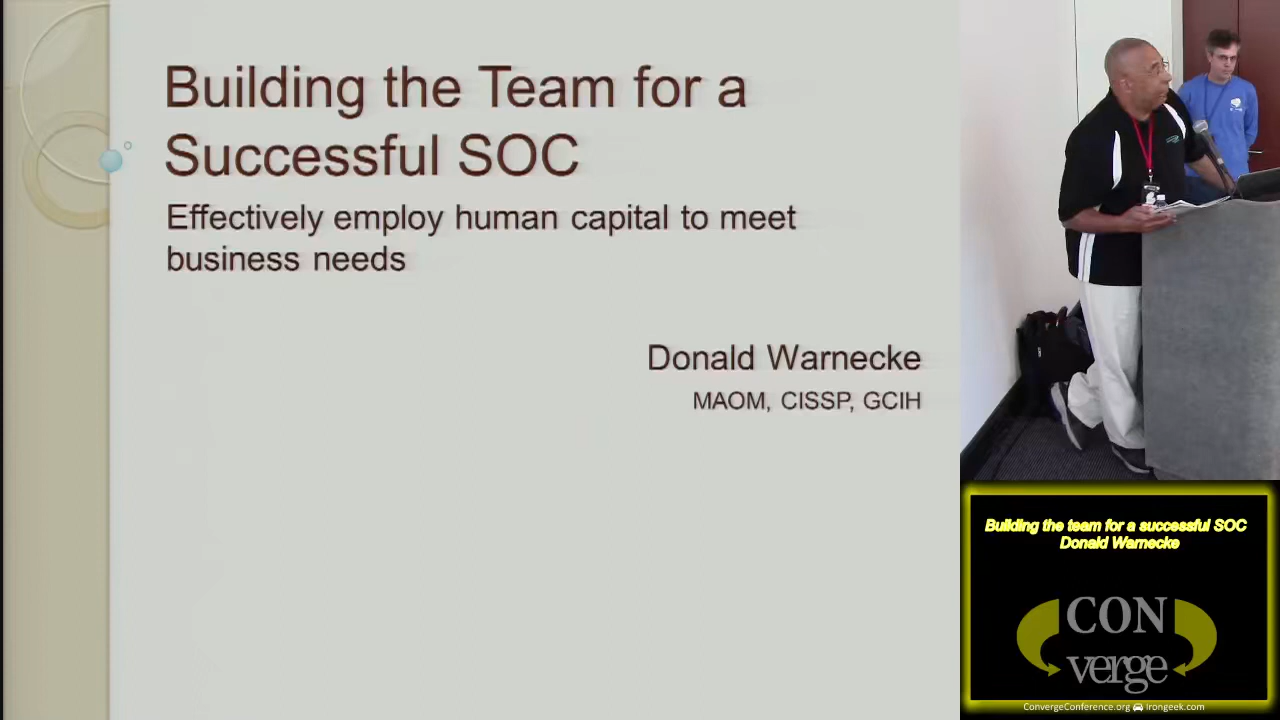 Building the Team for a
Successful SOC
Effectively employ human capital to meet
business needs
Donald Warnecke
MAOM, CISSP, GCIH
Building the team for a successful SOC
Donald Warnecke
CON
verge
ConvergeConference.org Irongeek.com